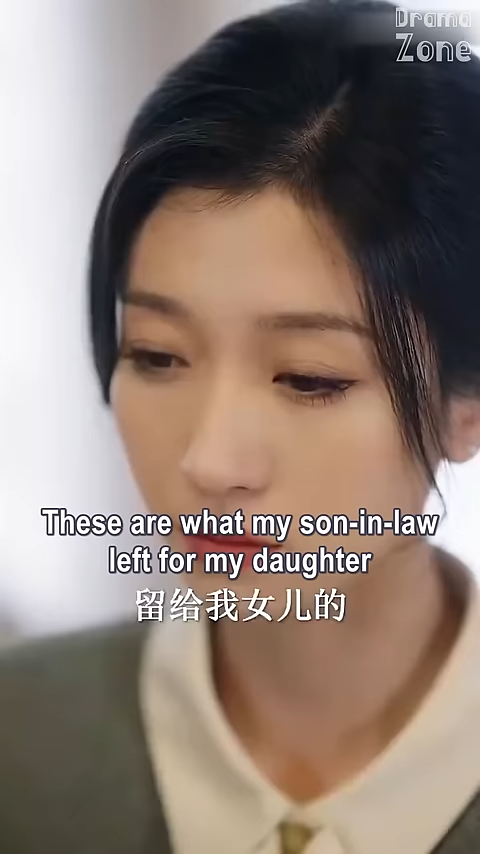 Drama
Zone
These are what my son-in-law
left for my daughter
留给我女儿的